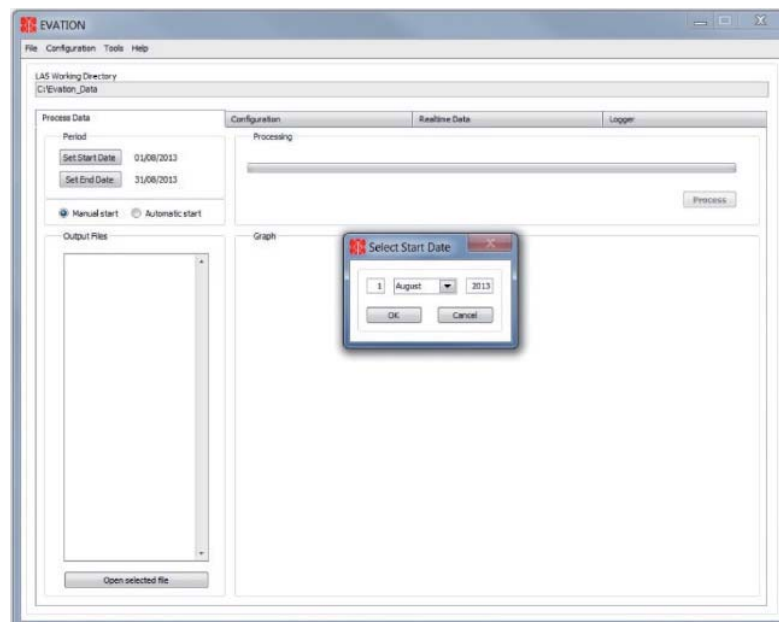 EVATION
File Configuration Tools Help
LAS Working Directory
C:\Evation_Data
Process Data Configuration Realtime Data Logger
Period
Set Start Date 01/08/2013
Set End Date 31/08/2013
Manual start Automatic start
Processing
Process
Output Files
Graph
Select Start Date
1 August 2013
OK Cancel
Open selected file